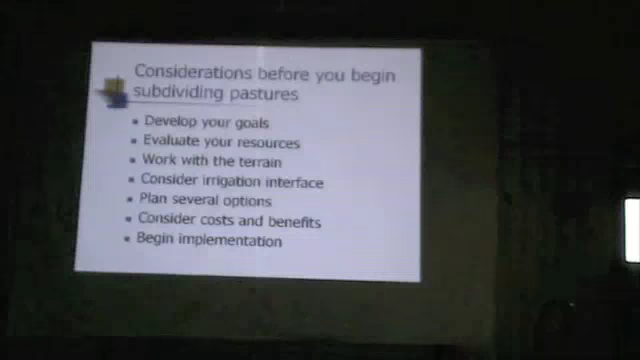 Considerations before you begin
subdividing pastures
Develop your goals
Evaluate your resources
Work with the terrain
Consider irrigation interface
Plan several options
Consider costs and benefits
Begin implementation